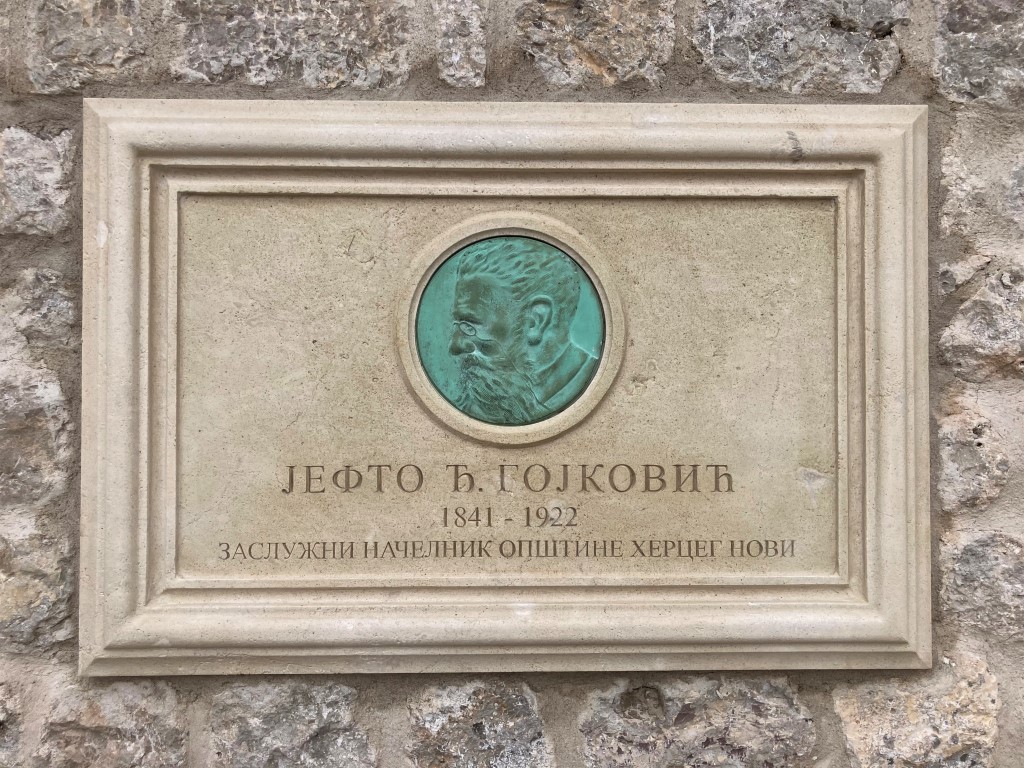 ЈЕФТО Ђ. ГОЈКОВИЋ
1841 - 1922
ЗАСЛУЖНИ НАЧЕЛНИК ОПШТИНЕ ХЕРЦЕГ НОВИ